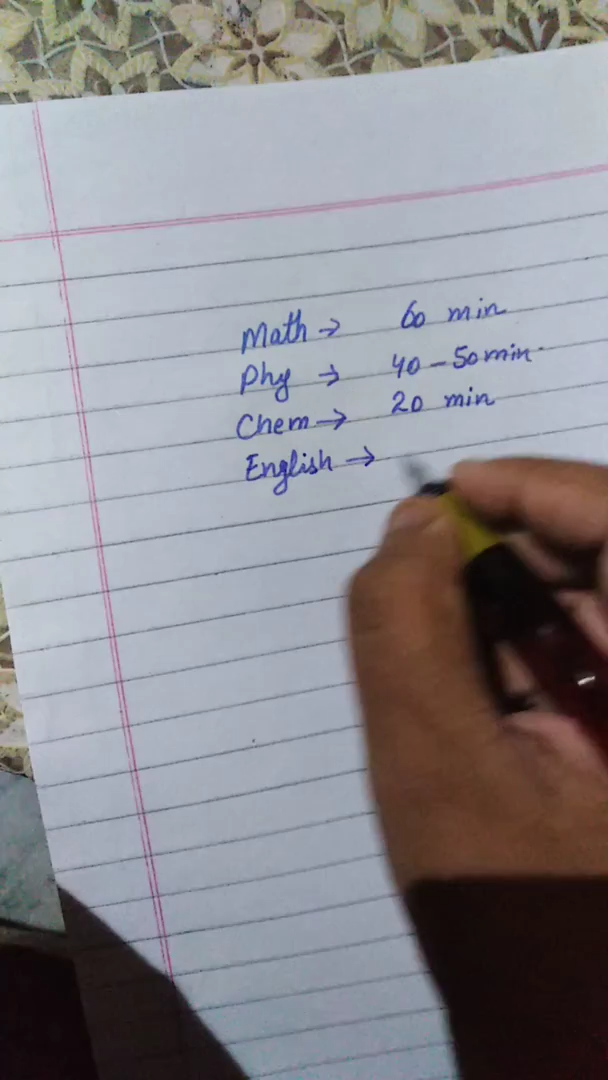 Math → 60 min
Phy → 40 - 50 min.
Chem → 20 min
English →